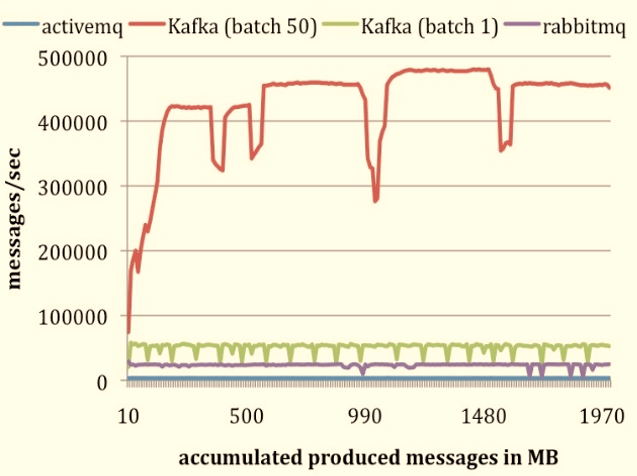 activemq Kafka (batch 50) Kafka (batch 1) rabbitmq
500000
400000
300000
200000
100000
0
messages/sec
10 500 990 1480 1970
accumulated produced messages in MB